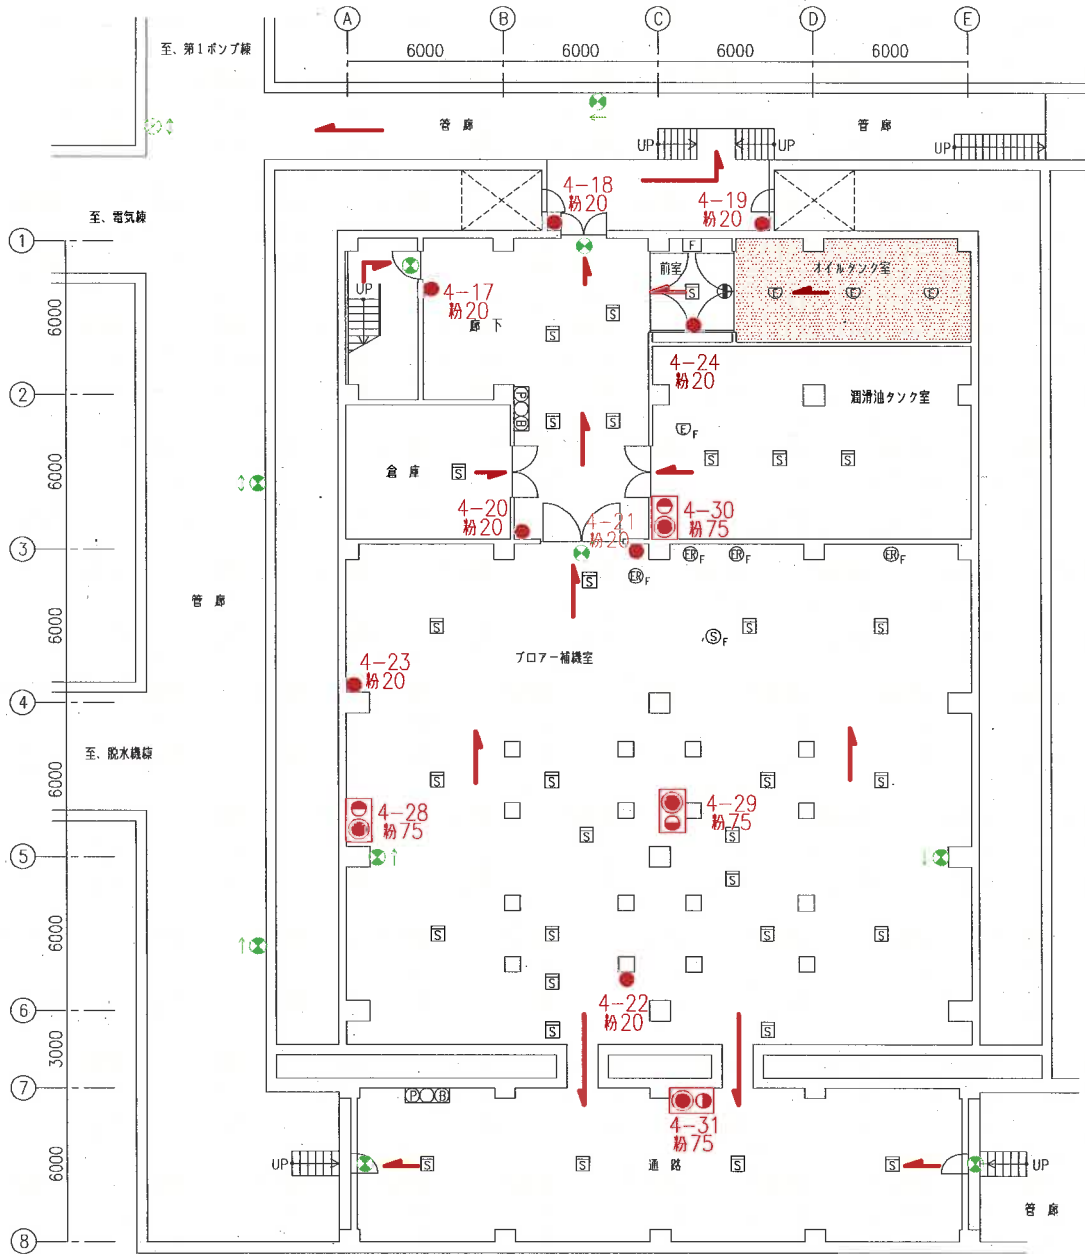 A B C D E
6000 6000 6000 6000
至、第1ポンプ棟
管廊
管廊
UP
UP
UP
4-18
粉20
4-19
粉20
至、電気棟
1
F
前室
オイルタンク室
UP
S
E
E
E
4-17
粉20
廊下
S
S
6000
4-24
粉20
2
潤滑油タンク室
P
B
S
S
E F
S
S
S
倉庫
S
6000
4-20
粉20
4-21
粉20
4-30
粉75
3
ER F
ER F
ER F
ER F
S
管廊
S
S F
S
S
6000
ブロアー補機室
4-23
粉20
4
至、脱水機棟
6000
S
S
S
S
4-28
粉75
4-29
粉75
S
S
5
S
6000
S
S
S
S
S
4-22
粉20
6
S
S
3000
7
P B
4-31
粉75
6000
UP
S
S
通路
S
S
UP
管廊
8